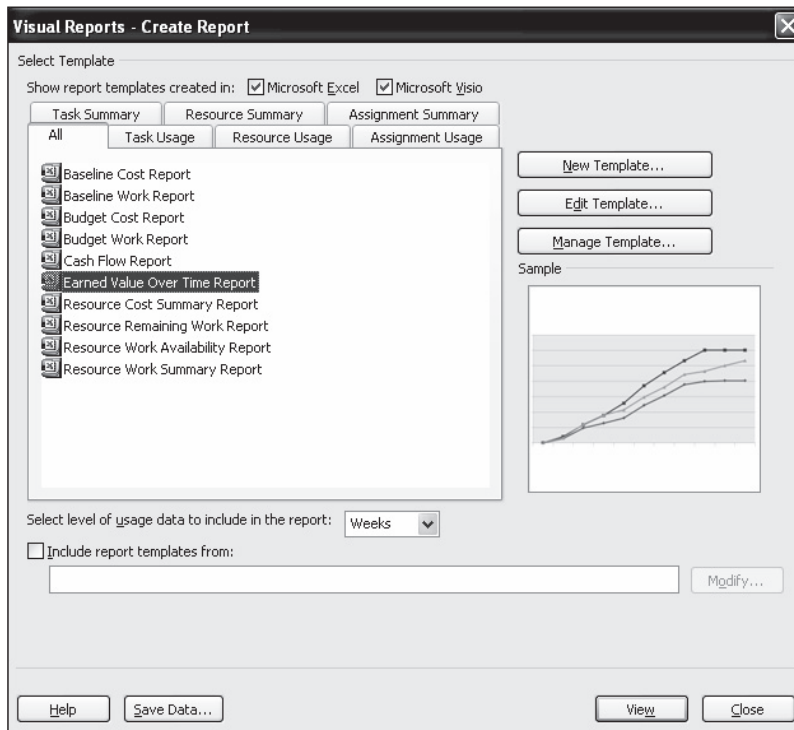 Visual Reports - Create Report
Select Template
Show report templates created in: Microsoft Excel Microsoft Visio
Task Summary Resource Summary Assignment Summary
All Task Usage Resource Usage Assignment Usage
Baseline Cost Report
Baseline Work Report
Budget Cost Report
Budget Work Report
Cash Flow Report
Earned Value Over Time Report
Resource Cost Summary Report
Resource Remaining Work Report
Resource Work Availability Report
Resource Work Summary Report
New Template...
Edit Template...
Manage Template...
Sample
Select level of usage data to include in the report: Weeks
Include report templates from:
Modify...
Help Save Data... View Close